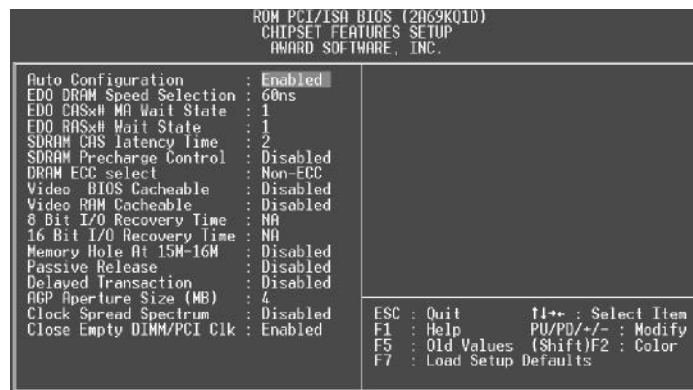 ROM PCI/ISA BIOS (2A69KQ1D)
CHIPSET FEATURES SETUP
AWARD SOFTWARE, INC.
Auto Configuration : Enabled
EDO DRAM Speed Selection : 60ns
EDO CASx# MA Wait State : 1
EDO RASx# Wait State : 1
SDRAM CAS latency Time : 2
SDRAM Precharge Control : Disabled
DRAM ECC select : Non-ECC
Video BIOS Cacheable : Disabled
Video RAM Cacheable : Disabled
8 Bit I/O Recovery Time : NA
16 Bit I/O Recovery Time : NA
Memory Hole At 15M-16M : Disabled
Passive Release : Disabled
Delayed Transaction : Disabled
AGP Aperture Size (MB) : 4
Clock Spread Spectrum : Disabled
Close Empty DIMM/PCI Clk : Enabled
ESC : Quit ↑↓→← : Select Item
F1 : Help PU/PD/+/- : Modify
F5 : Old Values (Shift)F2 : Color
F7 : Load Setup Defaults